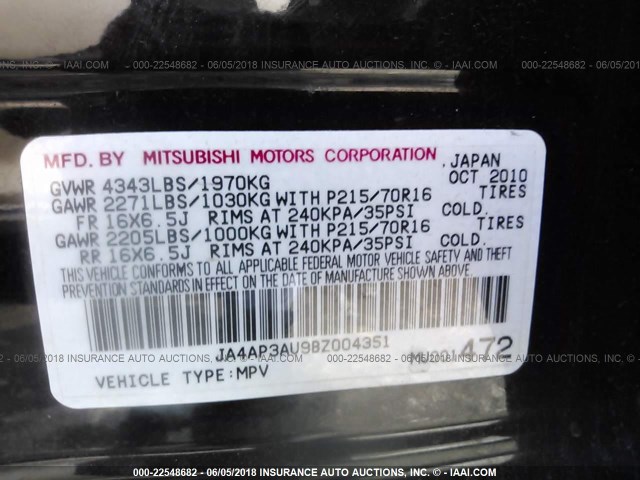 000-22548682 - 06/05/2018 INSURANCE AUTO AUCTIONS, INC. - IAAI.COM
MFD. BY MITSUBISHI MOTORS CORPORATION, JAPAN
GVWR 4343LBS/1970KG OCT 2010
GAWR 2271LBS/1030KG WITH P215/70R16 TIRES
FR 16X6.5J RIMS AT 240KPA/35PSI COLD.
GAWR 2205LBS/1000KG WITH P215/70R16 TIRES
RR 16X6.5J RIMS AT 240KPA/35PSI COLD.
THIS VEHICLE CONFORMS TO ALL APPLICABLE FEDERAL MOTOR VEHICLE SAFETY AND THEFT
PREVENTION STANDARDS IN EFFECT ON THE DATE OF MANUFACTURE SHOWN ABOVE.
JA4AP3AU9BZ004351
472
VEHICLE TYPE:MPV
000-22548682 - 06/05/2018 INSURANCE AUTO AUCTIONS, INC. - IAAI.COM